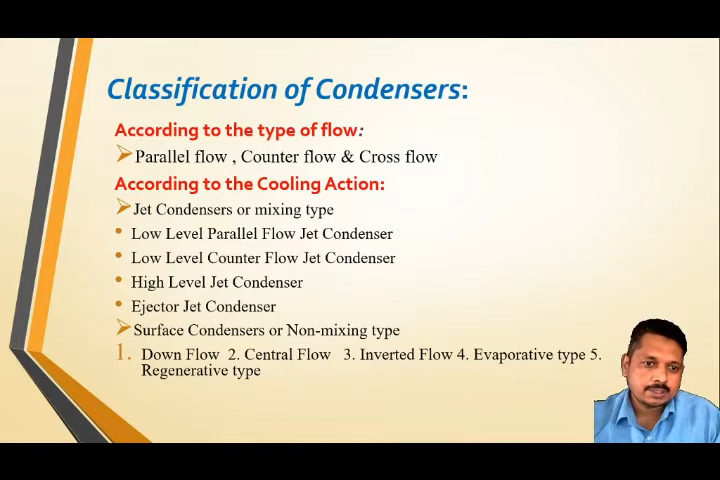 Classification of Condensers:
According to the type of flow:
Parallel flow , Counter flow & Cross flow
According to the Cooling Action:
Jet Condensers or mixing type
• Low Level Parallel Flow Jet Condenser
• Low Level Counter Flow Jet Condenser
• High Level Jet Condenser
• Ejector Jet Condenser
Surface Condensers or Non-mixing type
1. Down Flow 2. Central Flow 3. Inverted Flow 4. Evaporative type 5.
Regenerative type